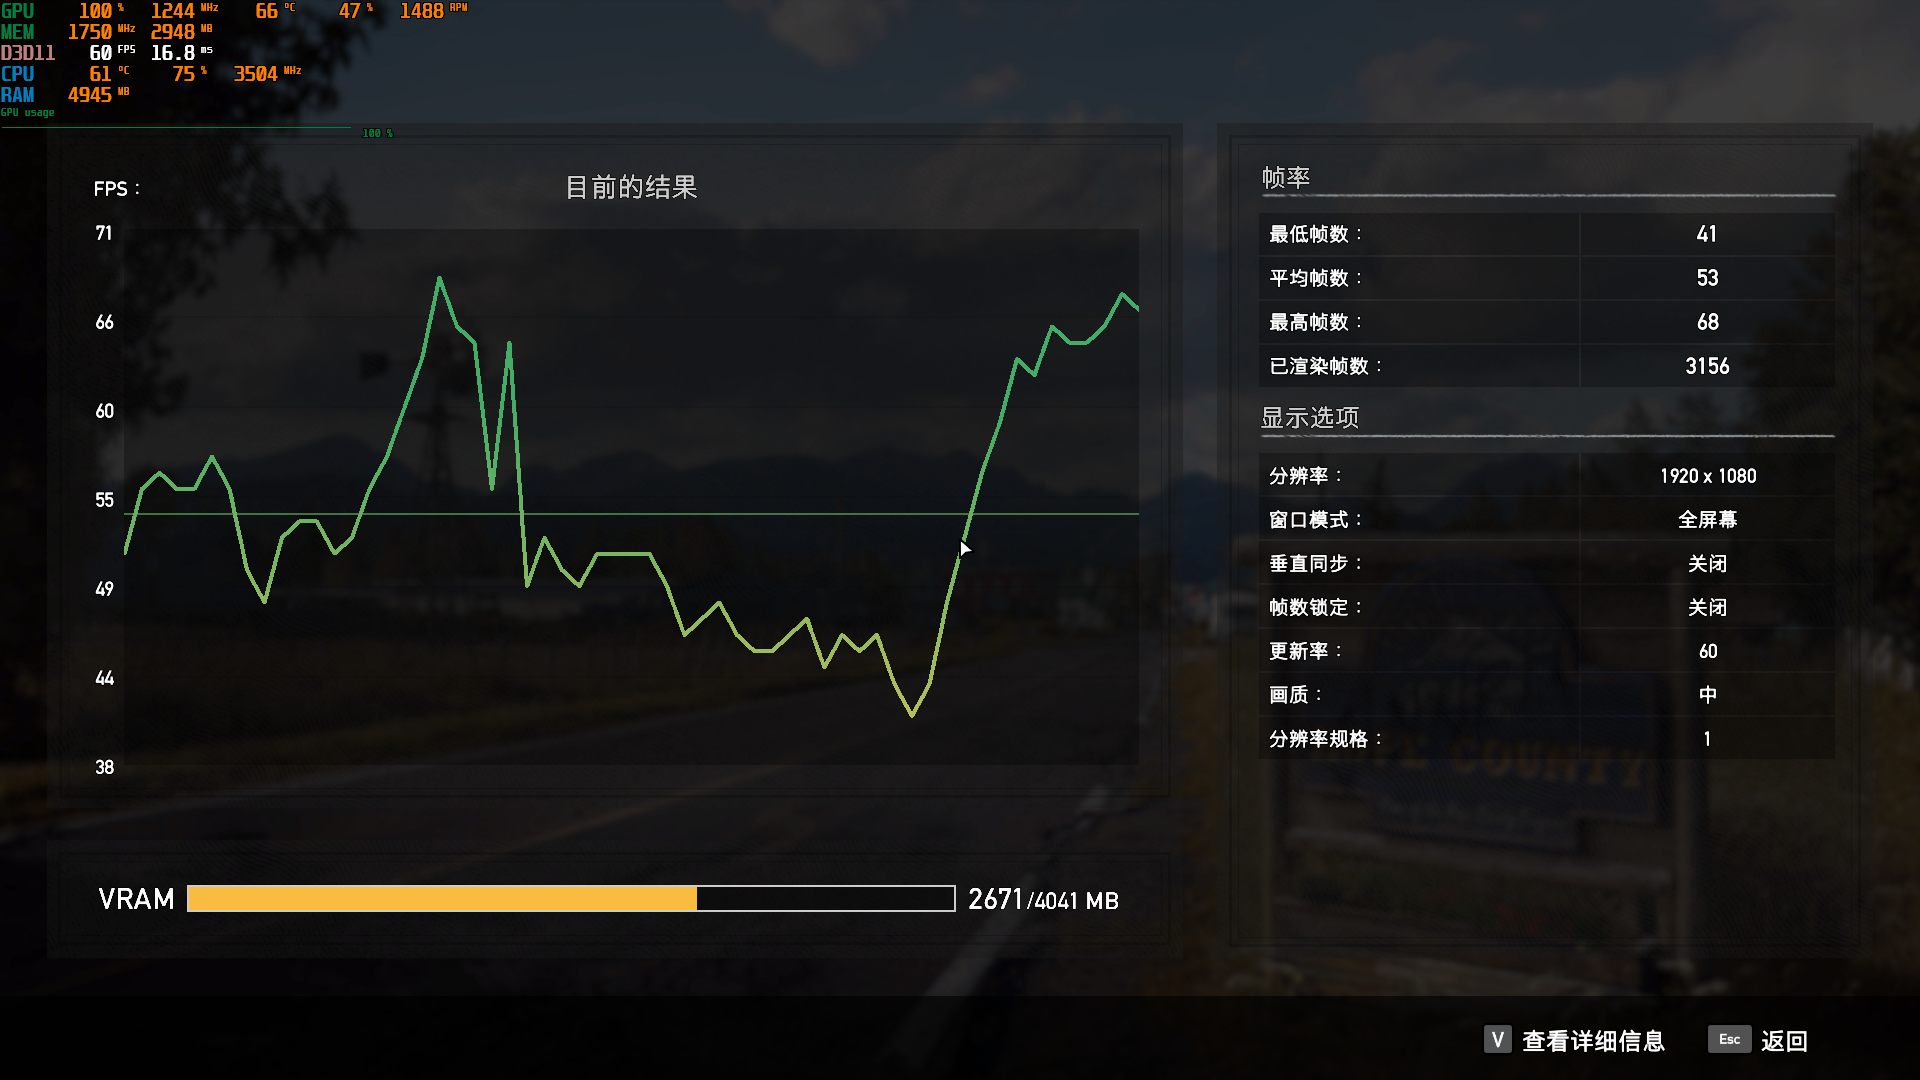 GPU 100 % 1244 MHz 66 °C 47 % 1488 RPM
MEM 1750 MHz 2948 MB
D3D11 60 FPS 16.8 ms
CPU 61 °C 75 % 3504 MHz
RAM 4945 MB
GPU usage
100 %
目前的结果
FPS :
71
66
60
55
49
44
38
VRAM 2671/4041 MB
帧率
最低帧数 : 41
平均帧数 : 53
最高帧数 : 68
已渲染帧数 : 3156
显示选项
分辨率 : 1920 x 1080
窗口模式 : 全屏幕
垂直同步 : 关闭
帧数锁定 : 关闭
更新率 : 60
画质 : 中
分辨率规格 : 1
COUNTY
V 查看详细信息 Esc 返回